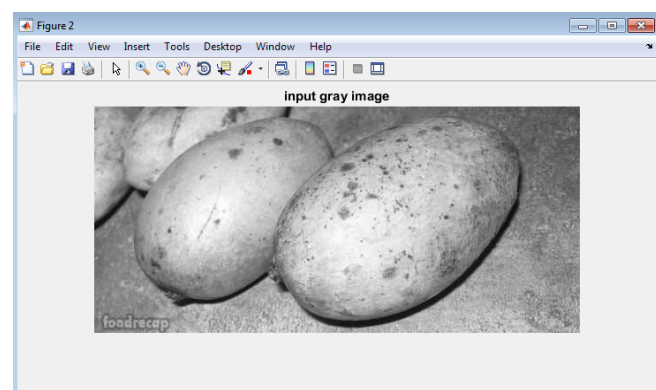 Figure 2
File Edit View Insert Tools Desktop Window Help
input gray image
foodrecap